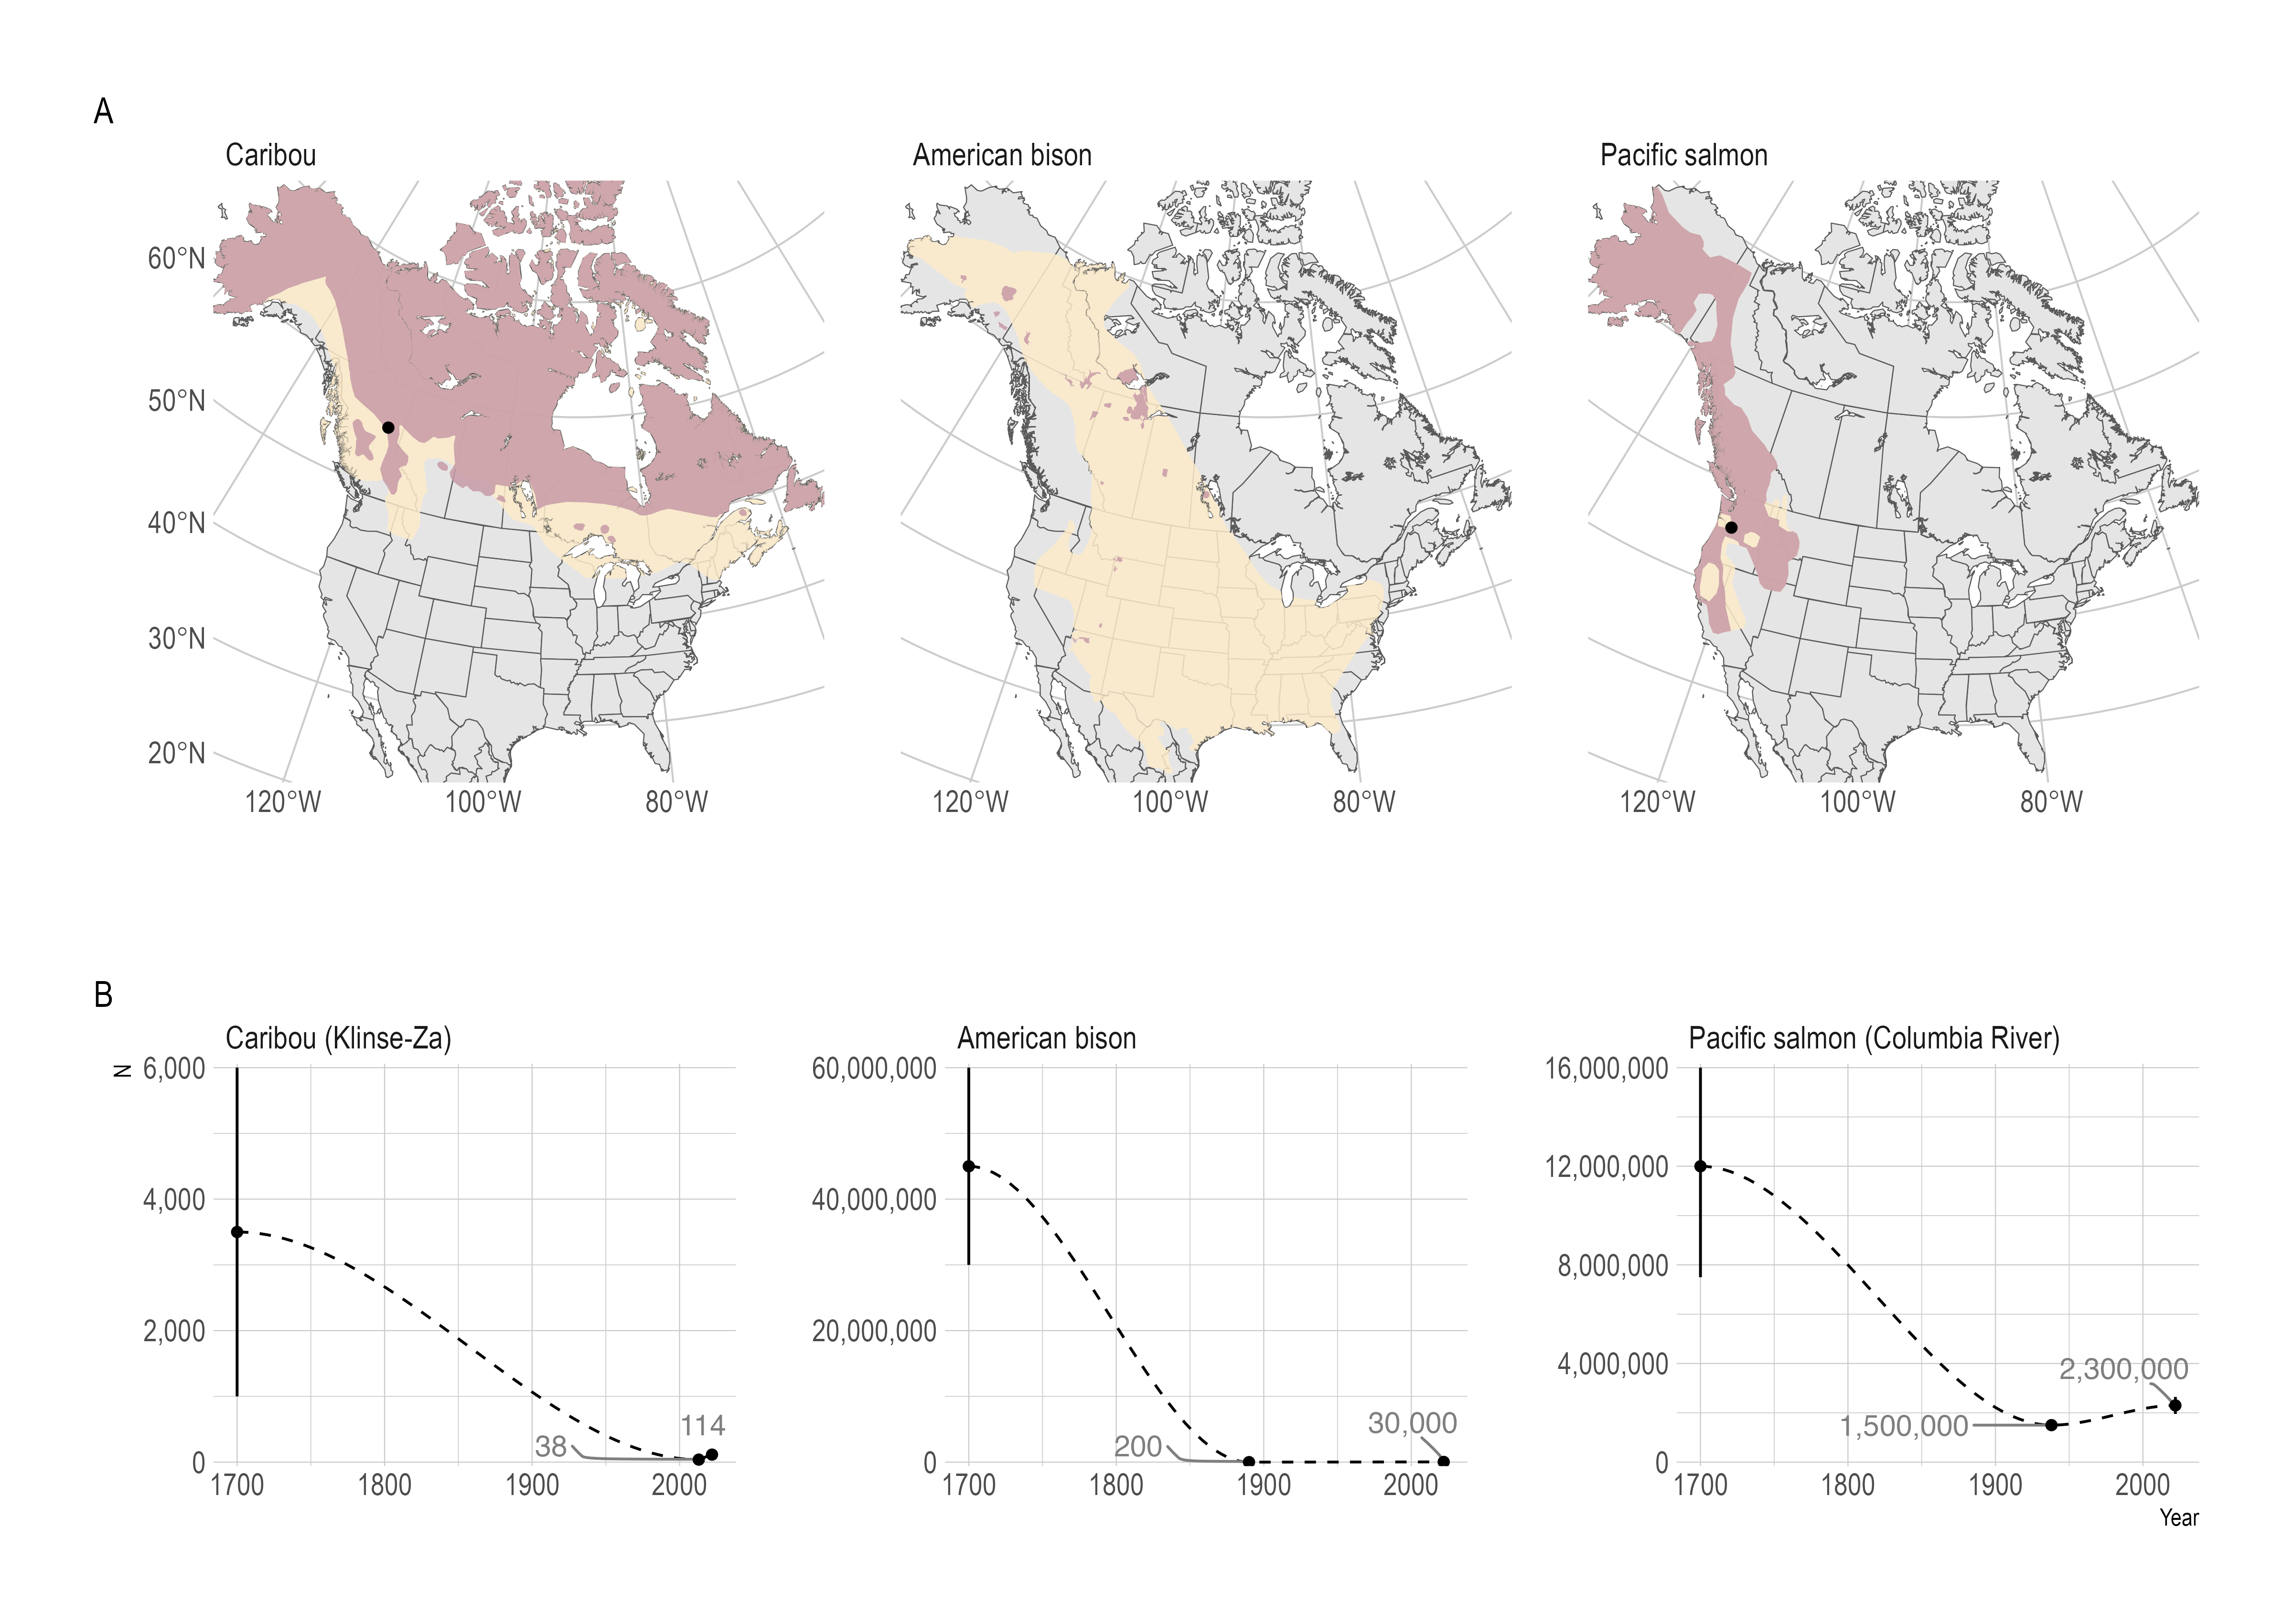 A
Caribou
American bison
Pacific salmon
60°N
50°N
40°N
30°N
20°N
120°W 100°W 80°W
120°W 100°W 80°W
120°W 100°W 80°W
B
Caribou (Klinse-Za)
N
6,000
4,000
2,000
0
38
114
1700 1800 1900 2000
American bison
60,000,000
40,000,000
20,000,000
0
200
30,000
1700 1800 1900 2000
Pacific salmon (Columbia River)
16,000,000
12,000,000
8,000,000
4,000,000
0
2,300,000
1,500,000
1700 1800 1900 2000
Year